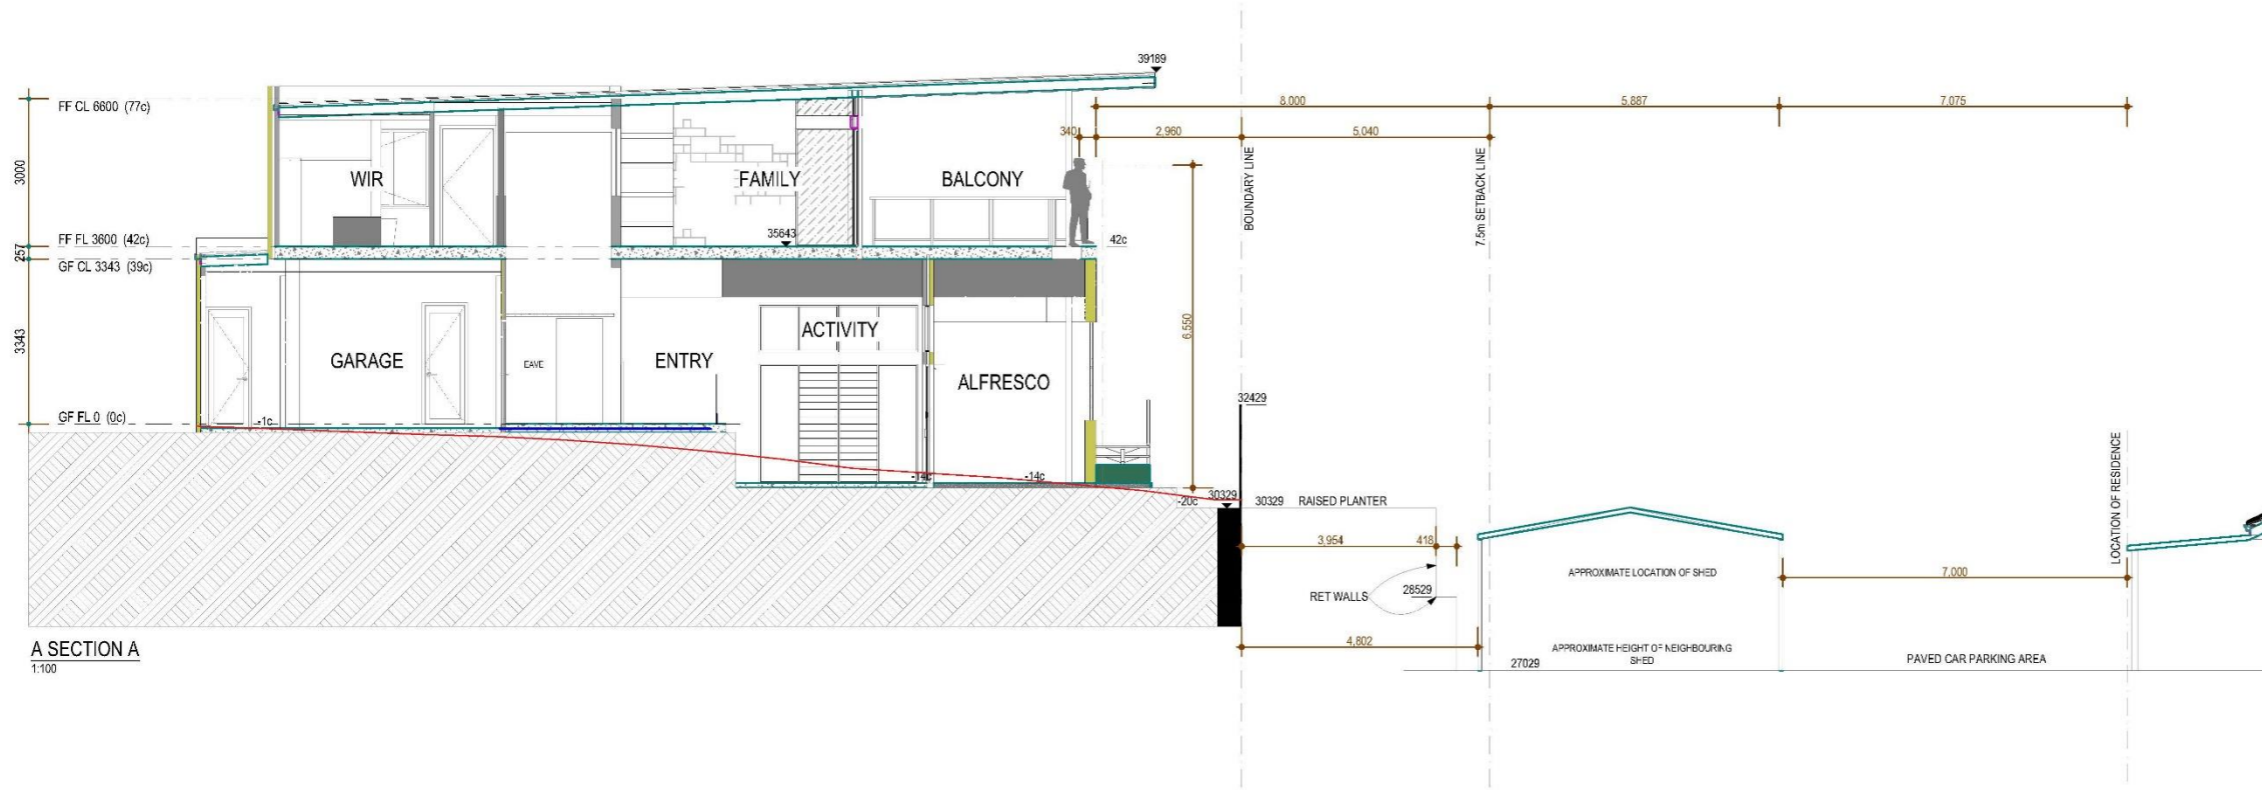 39189
FF CL 6600 (77c)
8.000
5,887
7,075
340
2,960
5,040
3000
WIR
FAMILY
BALCONY
BOUNDARY LINE
7.5m SETBACK LINE
FF FL 3600 (42c)
35643
42c
257
GF CL 3343 (39c)
3343
GARAGE
EAVE
ENTRY
ACTIVITY
ALFRESCO
6,550
32429
GF FL 0 (0c)
-1c
LOCATION OF RESIDENCE
-14c
-14c
-20c
30329
30329 RAISED PLANTER
3,954
418
RET WALLS
28529
APPROXIMATE LOCATION OF SHED
7,000
A SECTION A
1:100
4,802
27029
APPROXIMATE HEIGHT OF NEIGHBOURING
SHED
PAVED CAR PARKING AREA